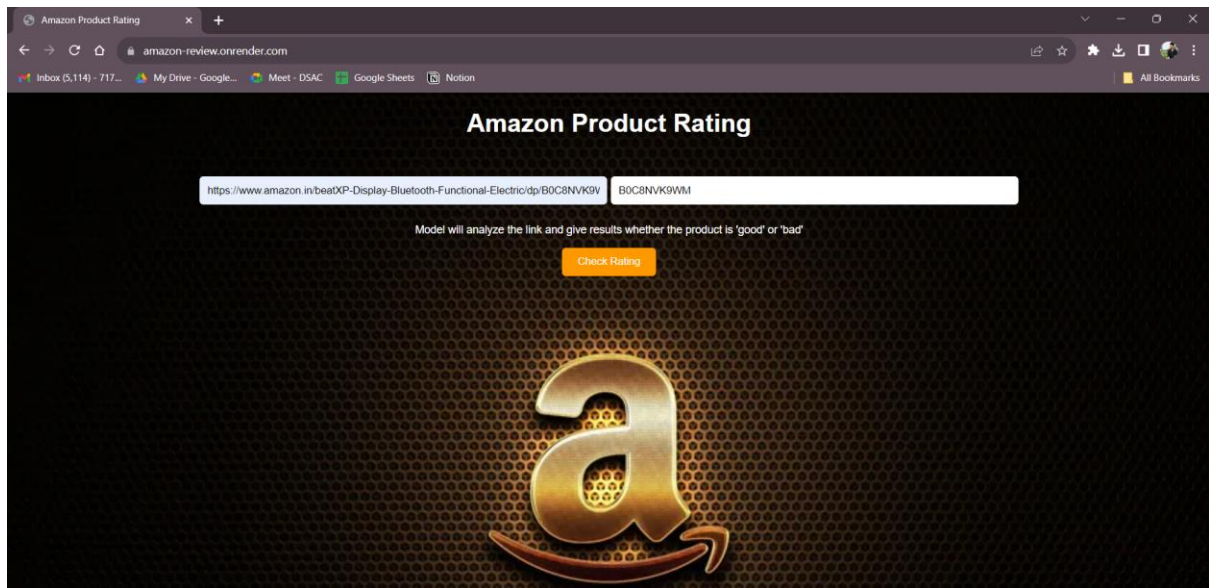 Amazon Product Rating
amazon-review.onrender.com
Inbox (5,114) - 717... My Drive - Google... Meet - DSAC Google Sheets Notion All Bookmarks
Amazon Product Rating
https://www.amazon.in/beatXP-Display-Bluetooth-Functional-Electric/dp/B0C8NVK9V B0C8NVK9WM
Model will analyze the link and give results whether the product is 'good' or 'bad'
Check Rating
a